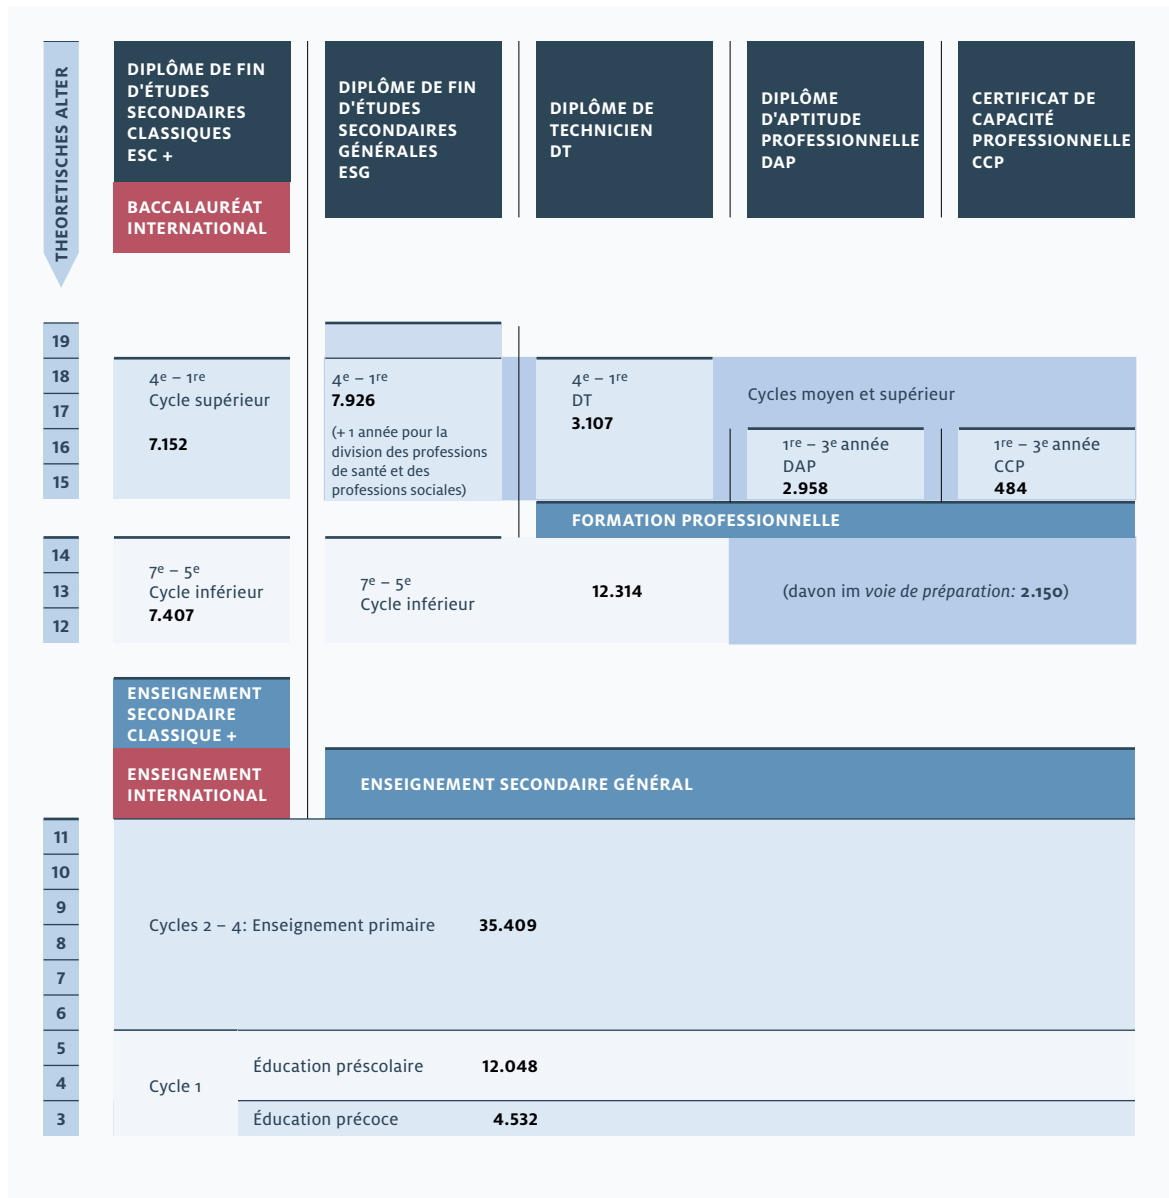 THEORETISCHES ALTER
DIPLÔME DE FIN
D'ÉTUDES
SECONDAIRES
CLASSIQUES
ESC +
BACCALAURÉAT
INTERNATIONAL
DIPLÔME DE FIN
D'ÉTUDES
SECONDAIRES
GÉNÉRALES
ESG
DIPLÔME DE
TECHNICIEN
DT
DIPLÔME
D'APTITUDE
PROFESSIONNELLE
DAP
CERTIFICAT DE
CAPACITÉ
PROFESSIONNELLE
CCP
19
18
17
16
15
4e – 1re
Cycle supérieur
7.152
4e – 1re
7.926
(+ 1 année pour la
division des professions
de santé et des
professions sociales)
4e – 1re
DT
3.107
Cycles moyen et supérieur
1re – 3e année
DAP
2.958
1re – 3e année
CCP
484
FORMATION PROFESSIONNELLE
14
13
12
7e – 5e
Cycle inférieur
7.407
7e – 5e
Cycle inférieur
12.314
(davon im voie de préparation: 2.150)
ENSEIGNEMENT
SECONDAIRE
CLASSIQUE +
ENSEIGNEMENT
INTERNATIONAL
ENSEIGNEMENT SECONDAIRE GÉNÉRAL
11
10
9
8
7
6
5
4
3
Cycles 2 – 4: Enseignement primaire 35.409
Cycle 1
Éducation préscolaire 12.048
Éducation précoce 4.532